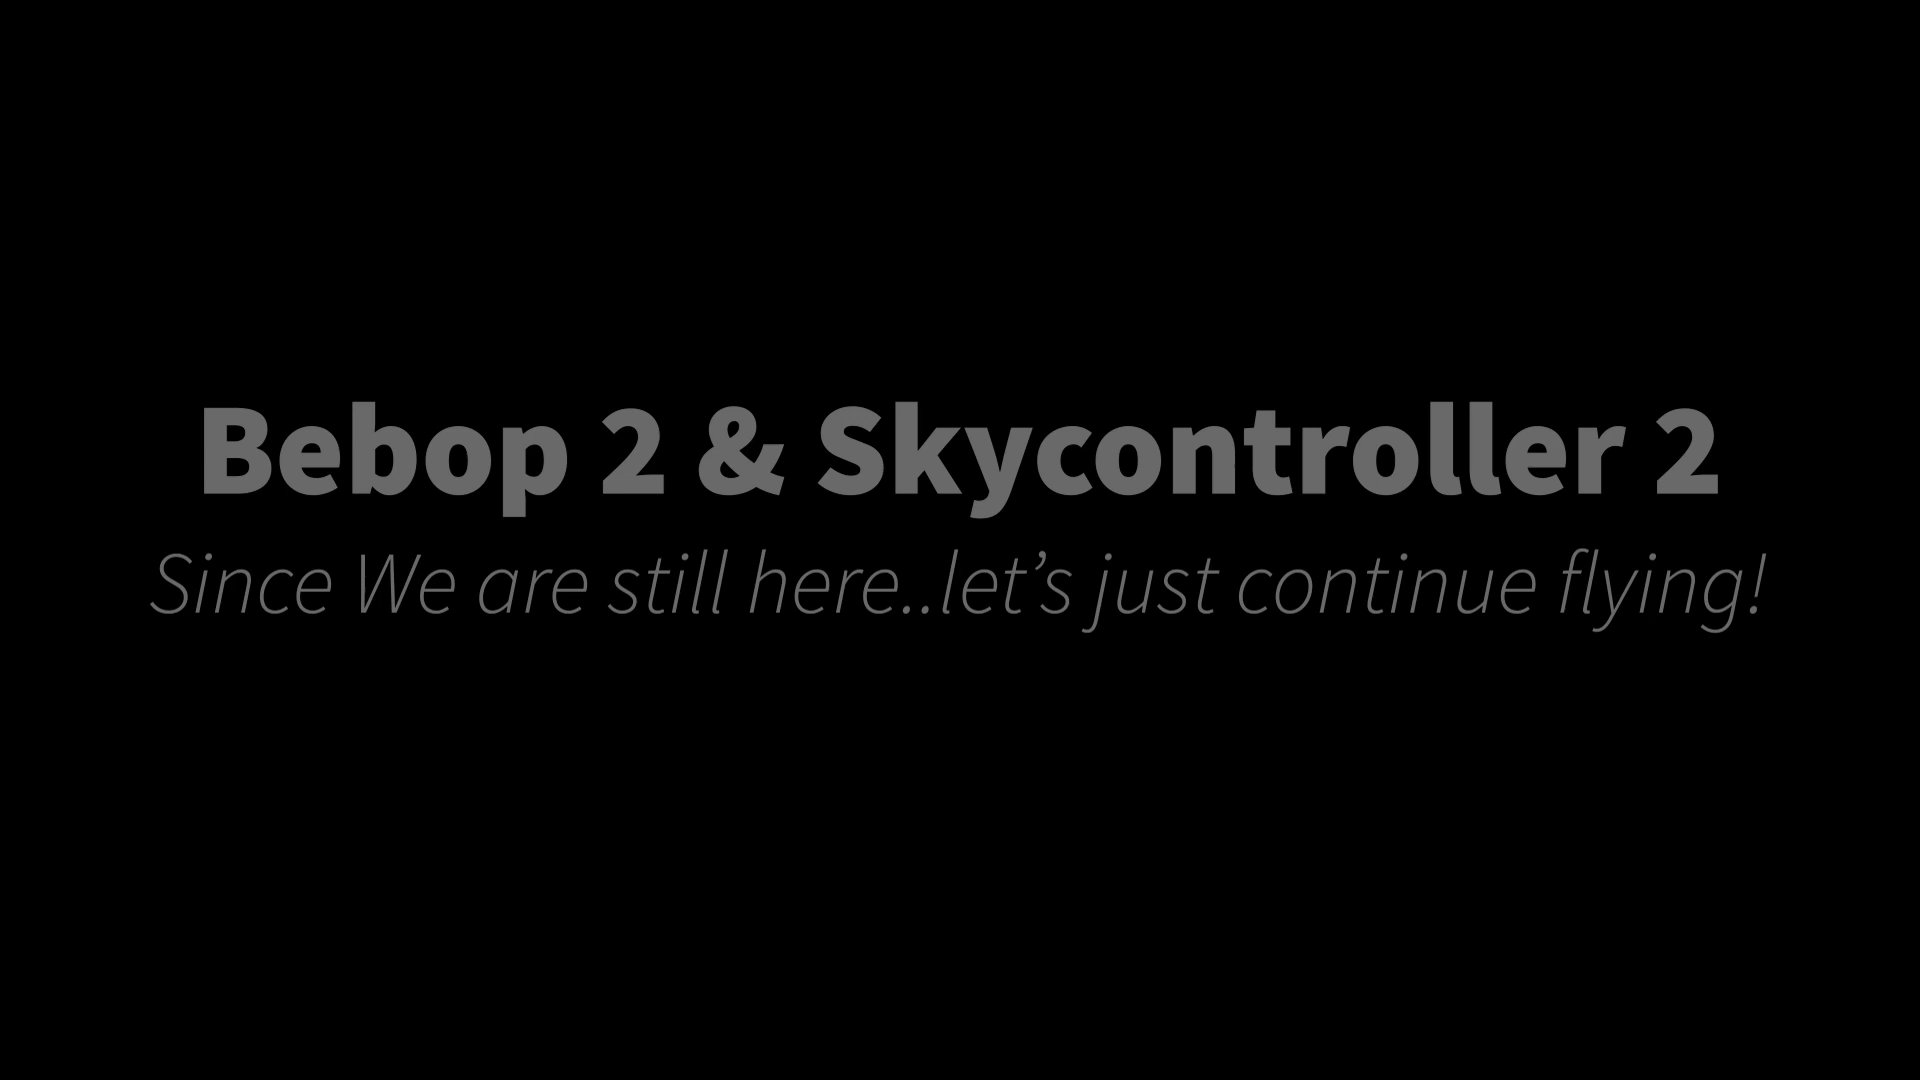 Bebop 2 & Skycontroller 2
Since We are still here..let’s just continue flying!